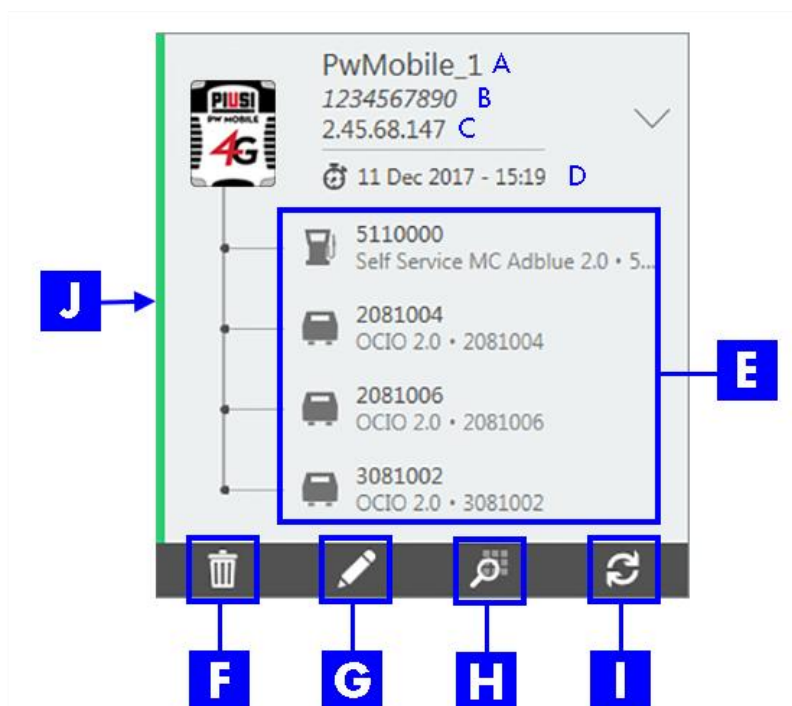 PwMobile_1 A
PIUSI
1234567890 B
PW MOBILE
2.45.68.147 C
4G
11 Dec 2017 - 15:19 D
5110000
Self Service MC Adblue 2.0 • 5...
J
2081004
OCIO 2.0 • 2081004
E
2081006
OCIO 2.0 • 2081006
3081002
OCIO 2.0 • 3081002
F G H I